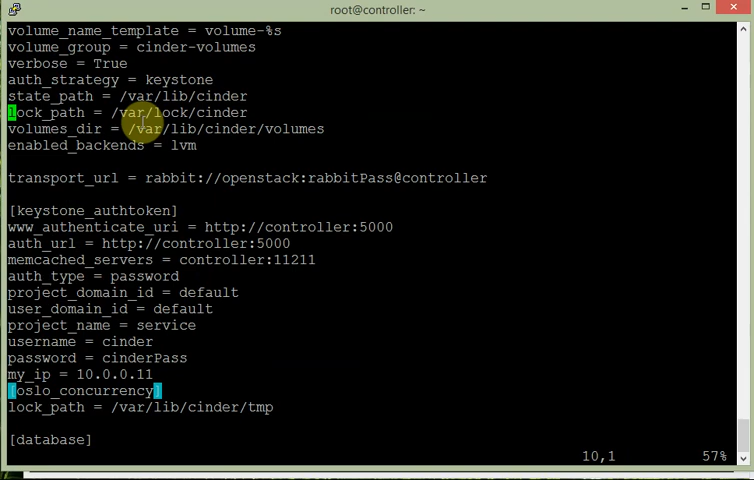 root@controller: ~
volume_name_template = volume-%s
volume_group = cinder-volumes
verbose = True
auth_strategy = keystone
state_path = /var/lib/cinder
lock_path = /var/lock/cinder
volumes_dir = /var/lib/cinder/volumes
enabled_backends = lvm
transport_url = rabbit://openstack:rabbitPass@controller
[keystone_authtoken]
www_authenticate_uri = http://controller:5000
auth_url = http://controller:5000
memcached_servers = controller:11211
auth_type = password
project_domain_id = default
user_domain_id = default
project_name = service
username = cinder
password = cinderPass
my_ip = 10.0.0.11
[oslo_concurrency]
lock_path = /var/lib/cinder/tmp
[database]
10,1 57%